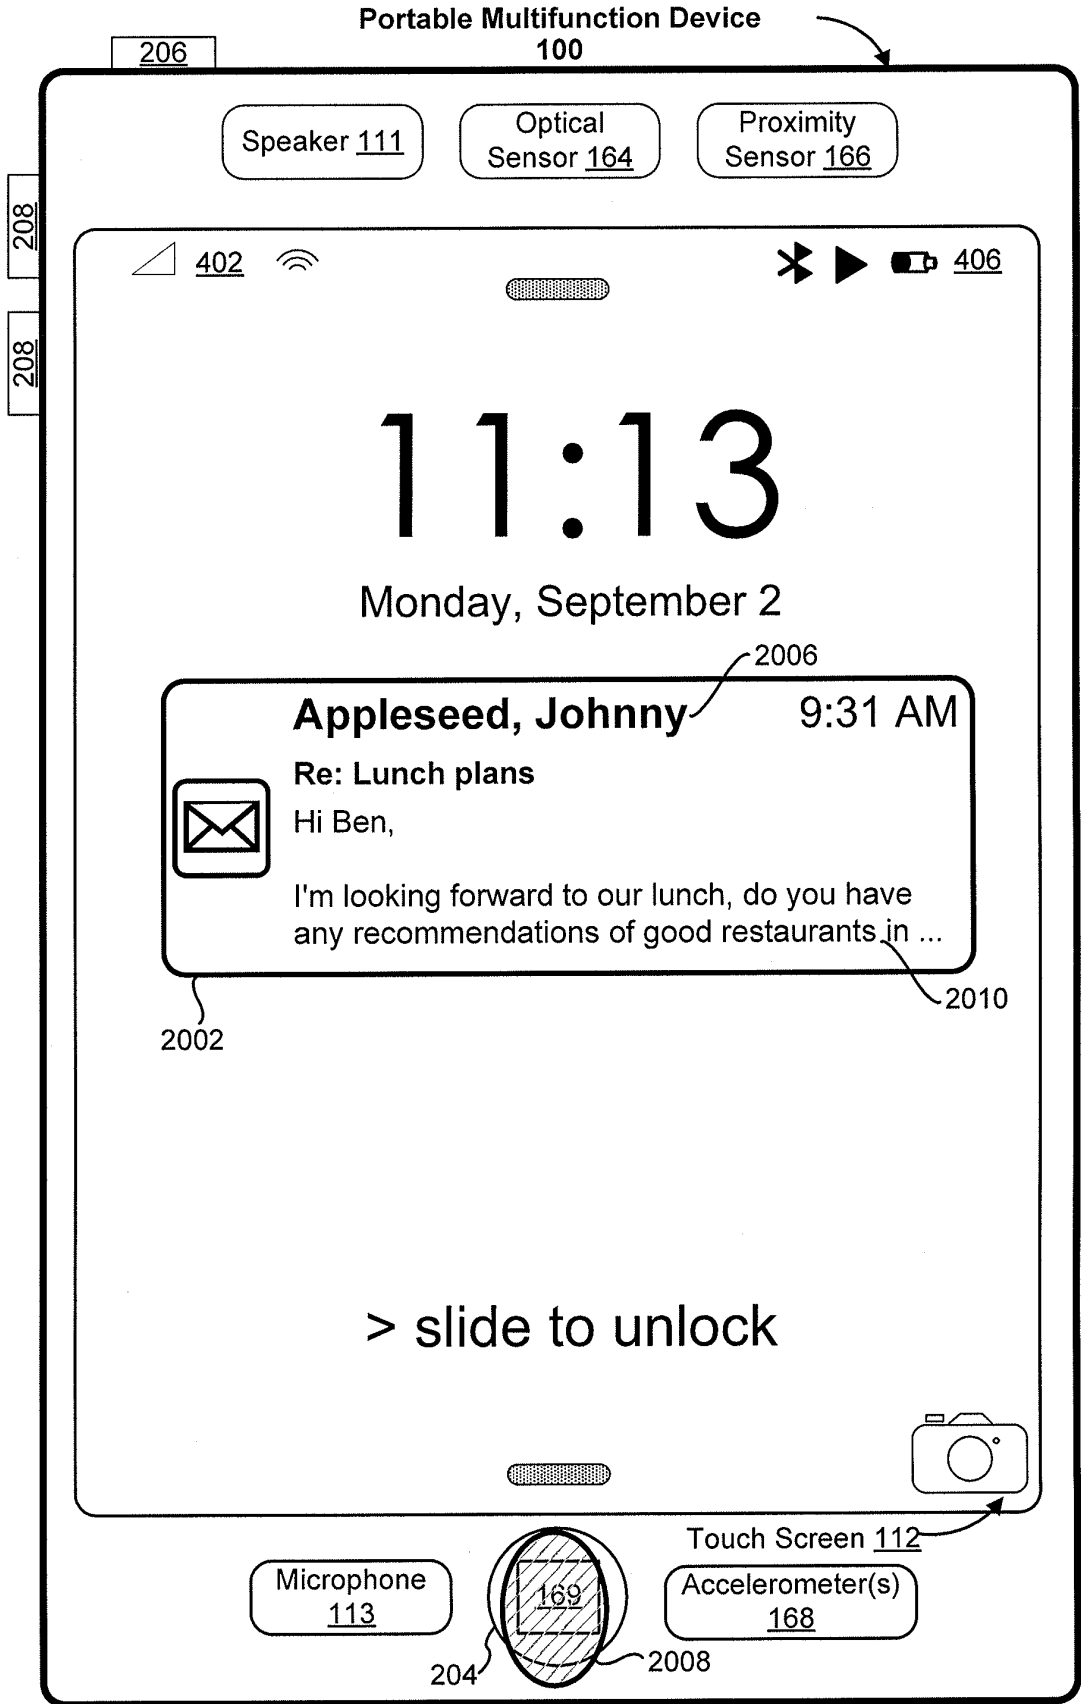 Portable Multifunction Device
100
206
Speaker 111
Optical
Sensor 164
Proximity
Sensor 166
208
208
402
406
11:13
Monday, September 2
2006
Appleseed, Johnny
9:31 AM
Re: Lunch plans
Hi Ben,
I'm looking forward to our lunch, do you have
any recommendations of good restaurants in ...
2010
2002
> slide to unlock
Touch Screen 112
Microphone
113
169
Accelerometer(s)
168
204
2008